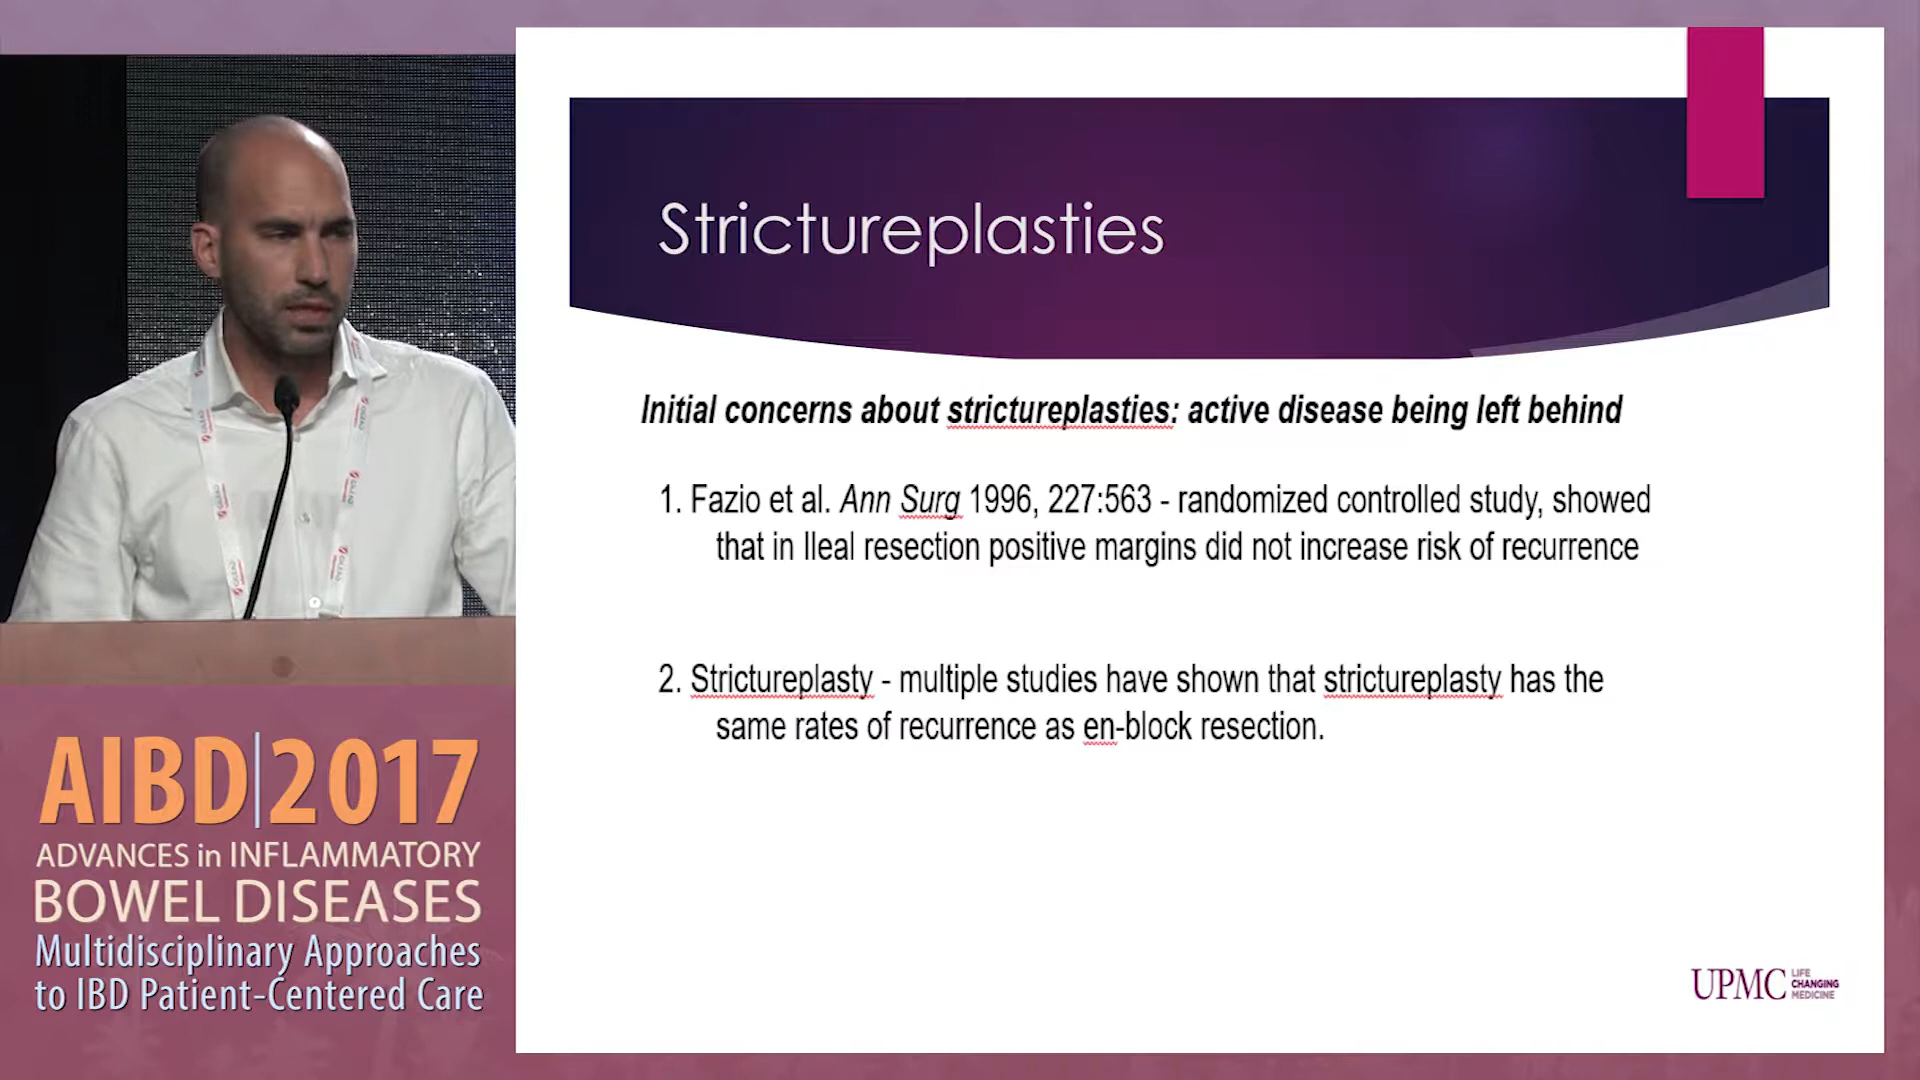 Strictureplasties
Initial concerns about strictureplasties: active disease being left behind
1. Fazio et al. Ann Surg 1996, 227:563 - randomized controlled study, showed
that in Ileal resection positive margins did not increase risk of recurrence
2. Strictureplasty - multiple studies have shown that strictureplasty has the
same rates of recurrence as en-block resection.
UPMC LIFE
CHANGING
MEDICINE
AIBD|2017
ADVANCES in INFLAMMATORY
BOWEL DISEASES
Multidisciplinary Approaches
to IBD Patient-Centered Care
GILEAD
GILEAD
GILEAD